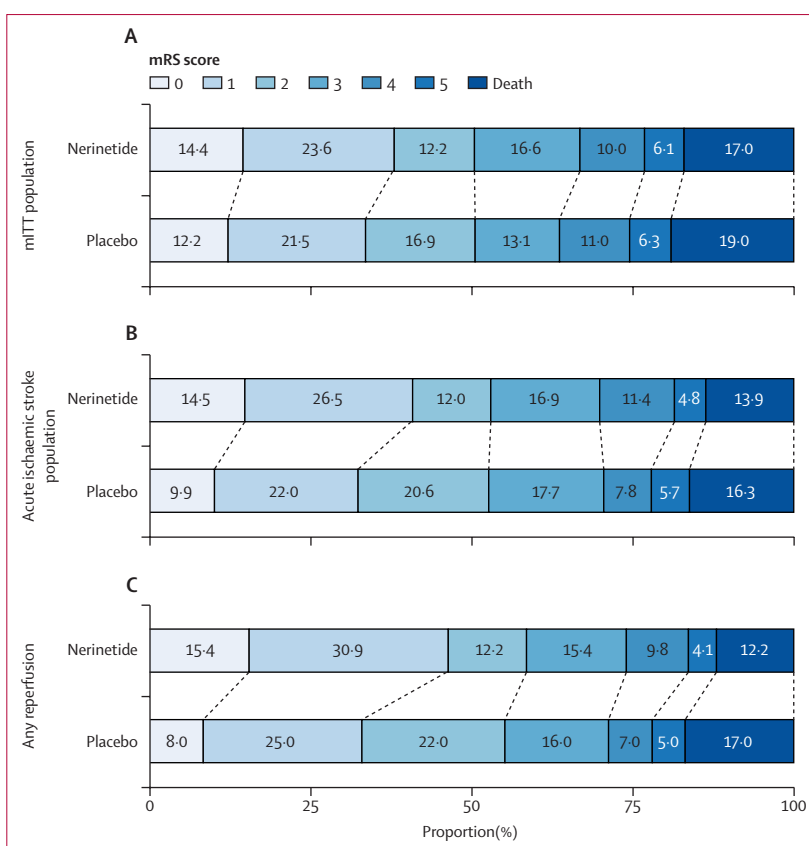 A
mRS score
0 1 2 3 4 5 Death
mITT population
Nerinetide 14·4 23·6 12·2 16·6 10·0 6·1 17·0
Placebo 12·2 21·5 16·9 13·1 11·0 6·3 19·0
B
Acute ischaemic stroke
population
Nerinetide 14·5 26·5 12·0 16·9 11·4 4·8 13·9
Placebo 9·9 22·0 20·6 17·7 7·8 5·7 16·3
C
Any reperfusion
Nerinetide 15·4 30·9 12·2 15·4 9·8 4·1 12·2
Placebo 8·0 25·0 22·0 16·0 7·0 5·0 17·0
0 25 50 75 100
Proportion(%)